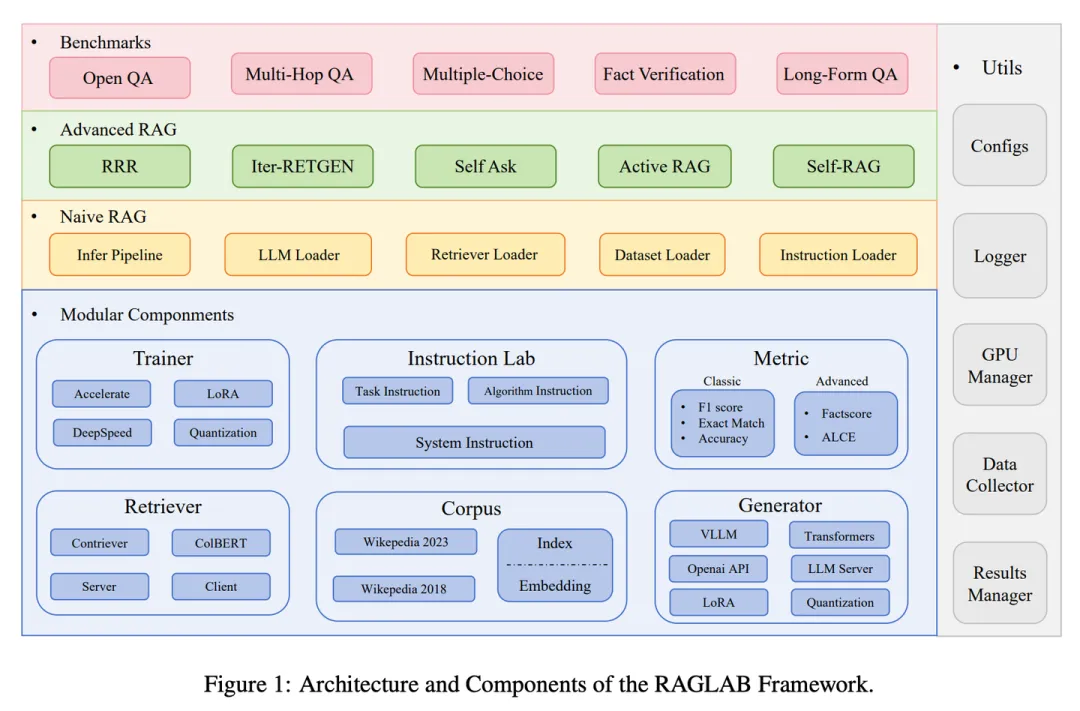 • Benchmarks
Open QA
Multi-Hop QA
Multiple-Choice
Fact Verification
Long-Form QA
• Advanced RAG
RRR
Iter-RETGEN
Self Ask
Active RAG
Self-RAG
• Naive RAG
Infer Pipeline
LLM Loader
Retriever Loader
Dataset Loader
Instruction Loader
• Modular Componments
Trainer
Accelerate
LoRA
DeepSpeed
Quantization
Instruction Lab
Task Instruction
Algorithm Instruction
System Instruction
Metric
Classic
• F1 score
• Exact Match
• Accuracy
Advanced
• Factscore
• ALCE
Retriever
Contriever
ColBERT
Server
Client
Corpus
Wikepedia 2023
Wikepedia 2018
Index
Embedding
Generator
VLLM
Transformers
Openai API
LLM Server
LoRA
Quantization
• Utils
Configs
Logger
GPU
Manager
Data
Collector
Results
Manager
Figure 1: Architecture and Components of the RAGLAB Framework.